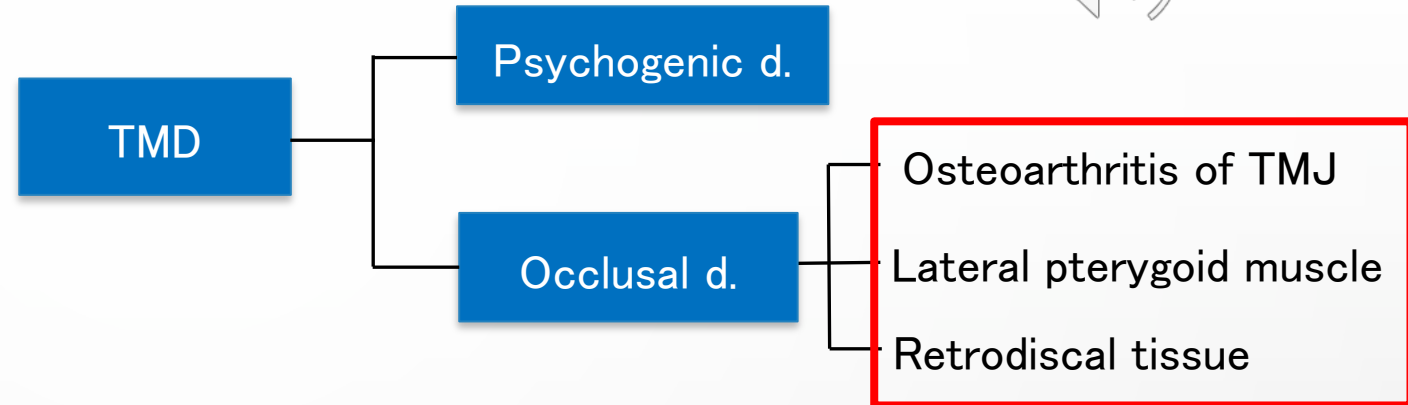 Psychogenic d.
TMD
Osteoarthritis of TMJ
Occlusal d.
Lateral pterygoid muscle
Retrodiscal tissue